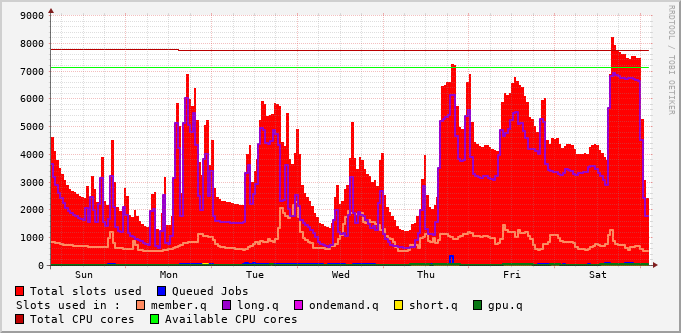 9000
8000
7000
6000
5000
4000
3000
2000
1000
0
Sun Mon Tue Wed Thu Fri Sat
RRDTOOL / TOBI OETIKER
Total slots used Queued Jobs
Slots used in : member.q long.q ondemand.q short.q gpu.q
Total CPU cores Available CPU cores